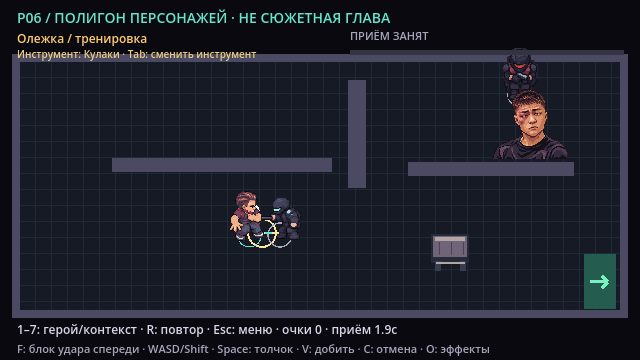 P06 / ПОЛИГОН ПЕРСОНАЖЕЙ · НЕ СЮЖЕТНАЯ ГЛАВА
Олежка / тренировка
ПРИЁМ ЗАНЯТ
Инструмент: Кулаки · Tab: сменить инструмент
1–7: герой/контекст · R: повтор · Esc: меню · очки 0 · приём 1.9с
F: блок удара спереди · WASD/Shift · Space: толчок · V: добить · C: отмена · O: эффекты